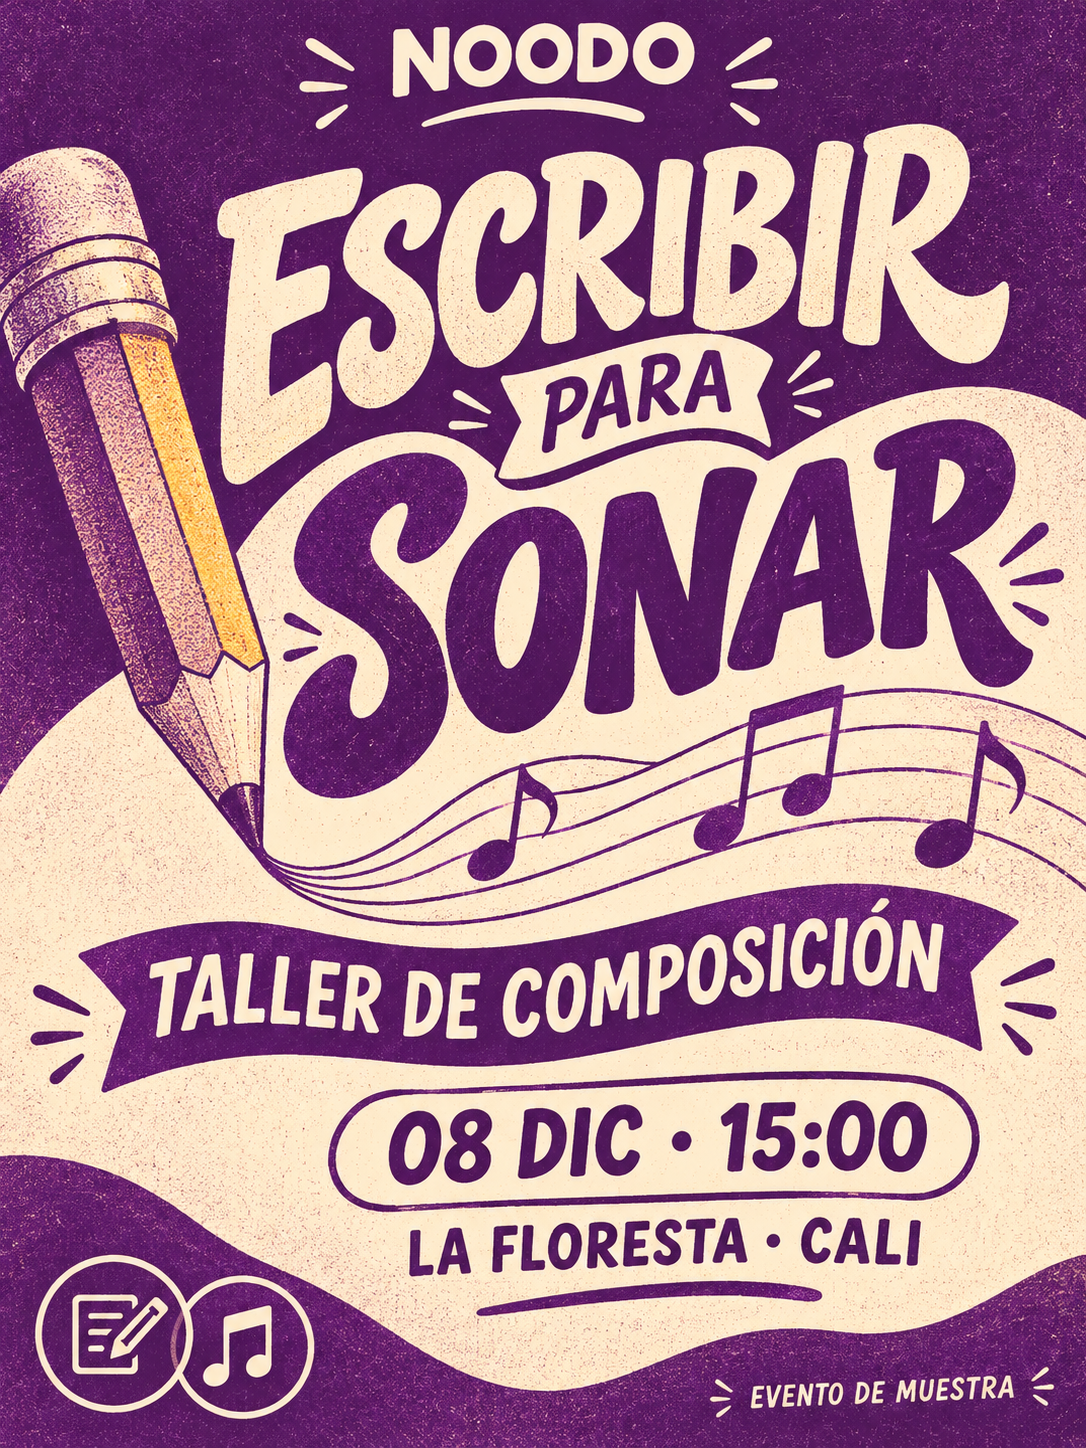 NOODO
ESCRIBIR
PARA
SONAR
TALLER DE COMPOSICIÓN
08 DIC · 15:00
LA FLORESTA · CALI
EVENTO DE MUESTRA